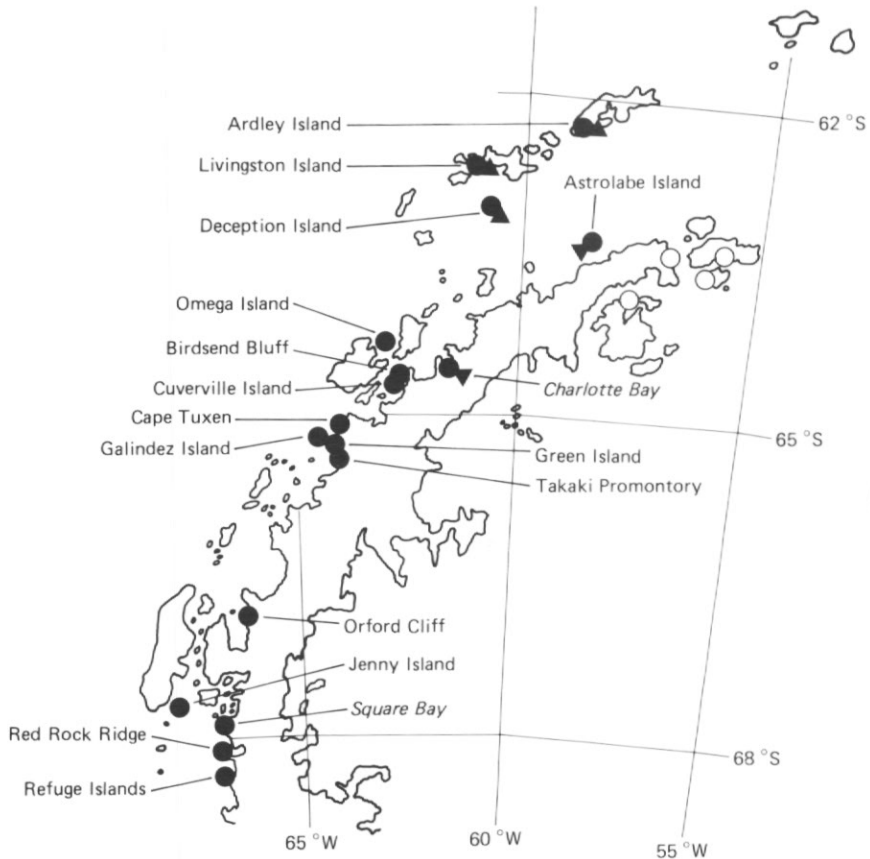 Ardley Island
62 °S
Livingston Island
Astrolabe Island
Deception Island
Omega Island
Birdsend Bluff
Cuverville Island
Charlotte Bay
Cape Tuxen
Galindez Island
65 °S
Green Island
Takaki Promontory
Orford Cliff
Jenny Island
Square Bay
Red Rock Ridge
68 °S
Refuge Islands
65 °W
60 °W
55 °W